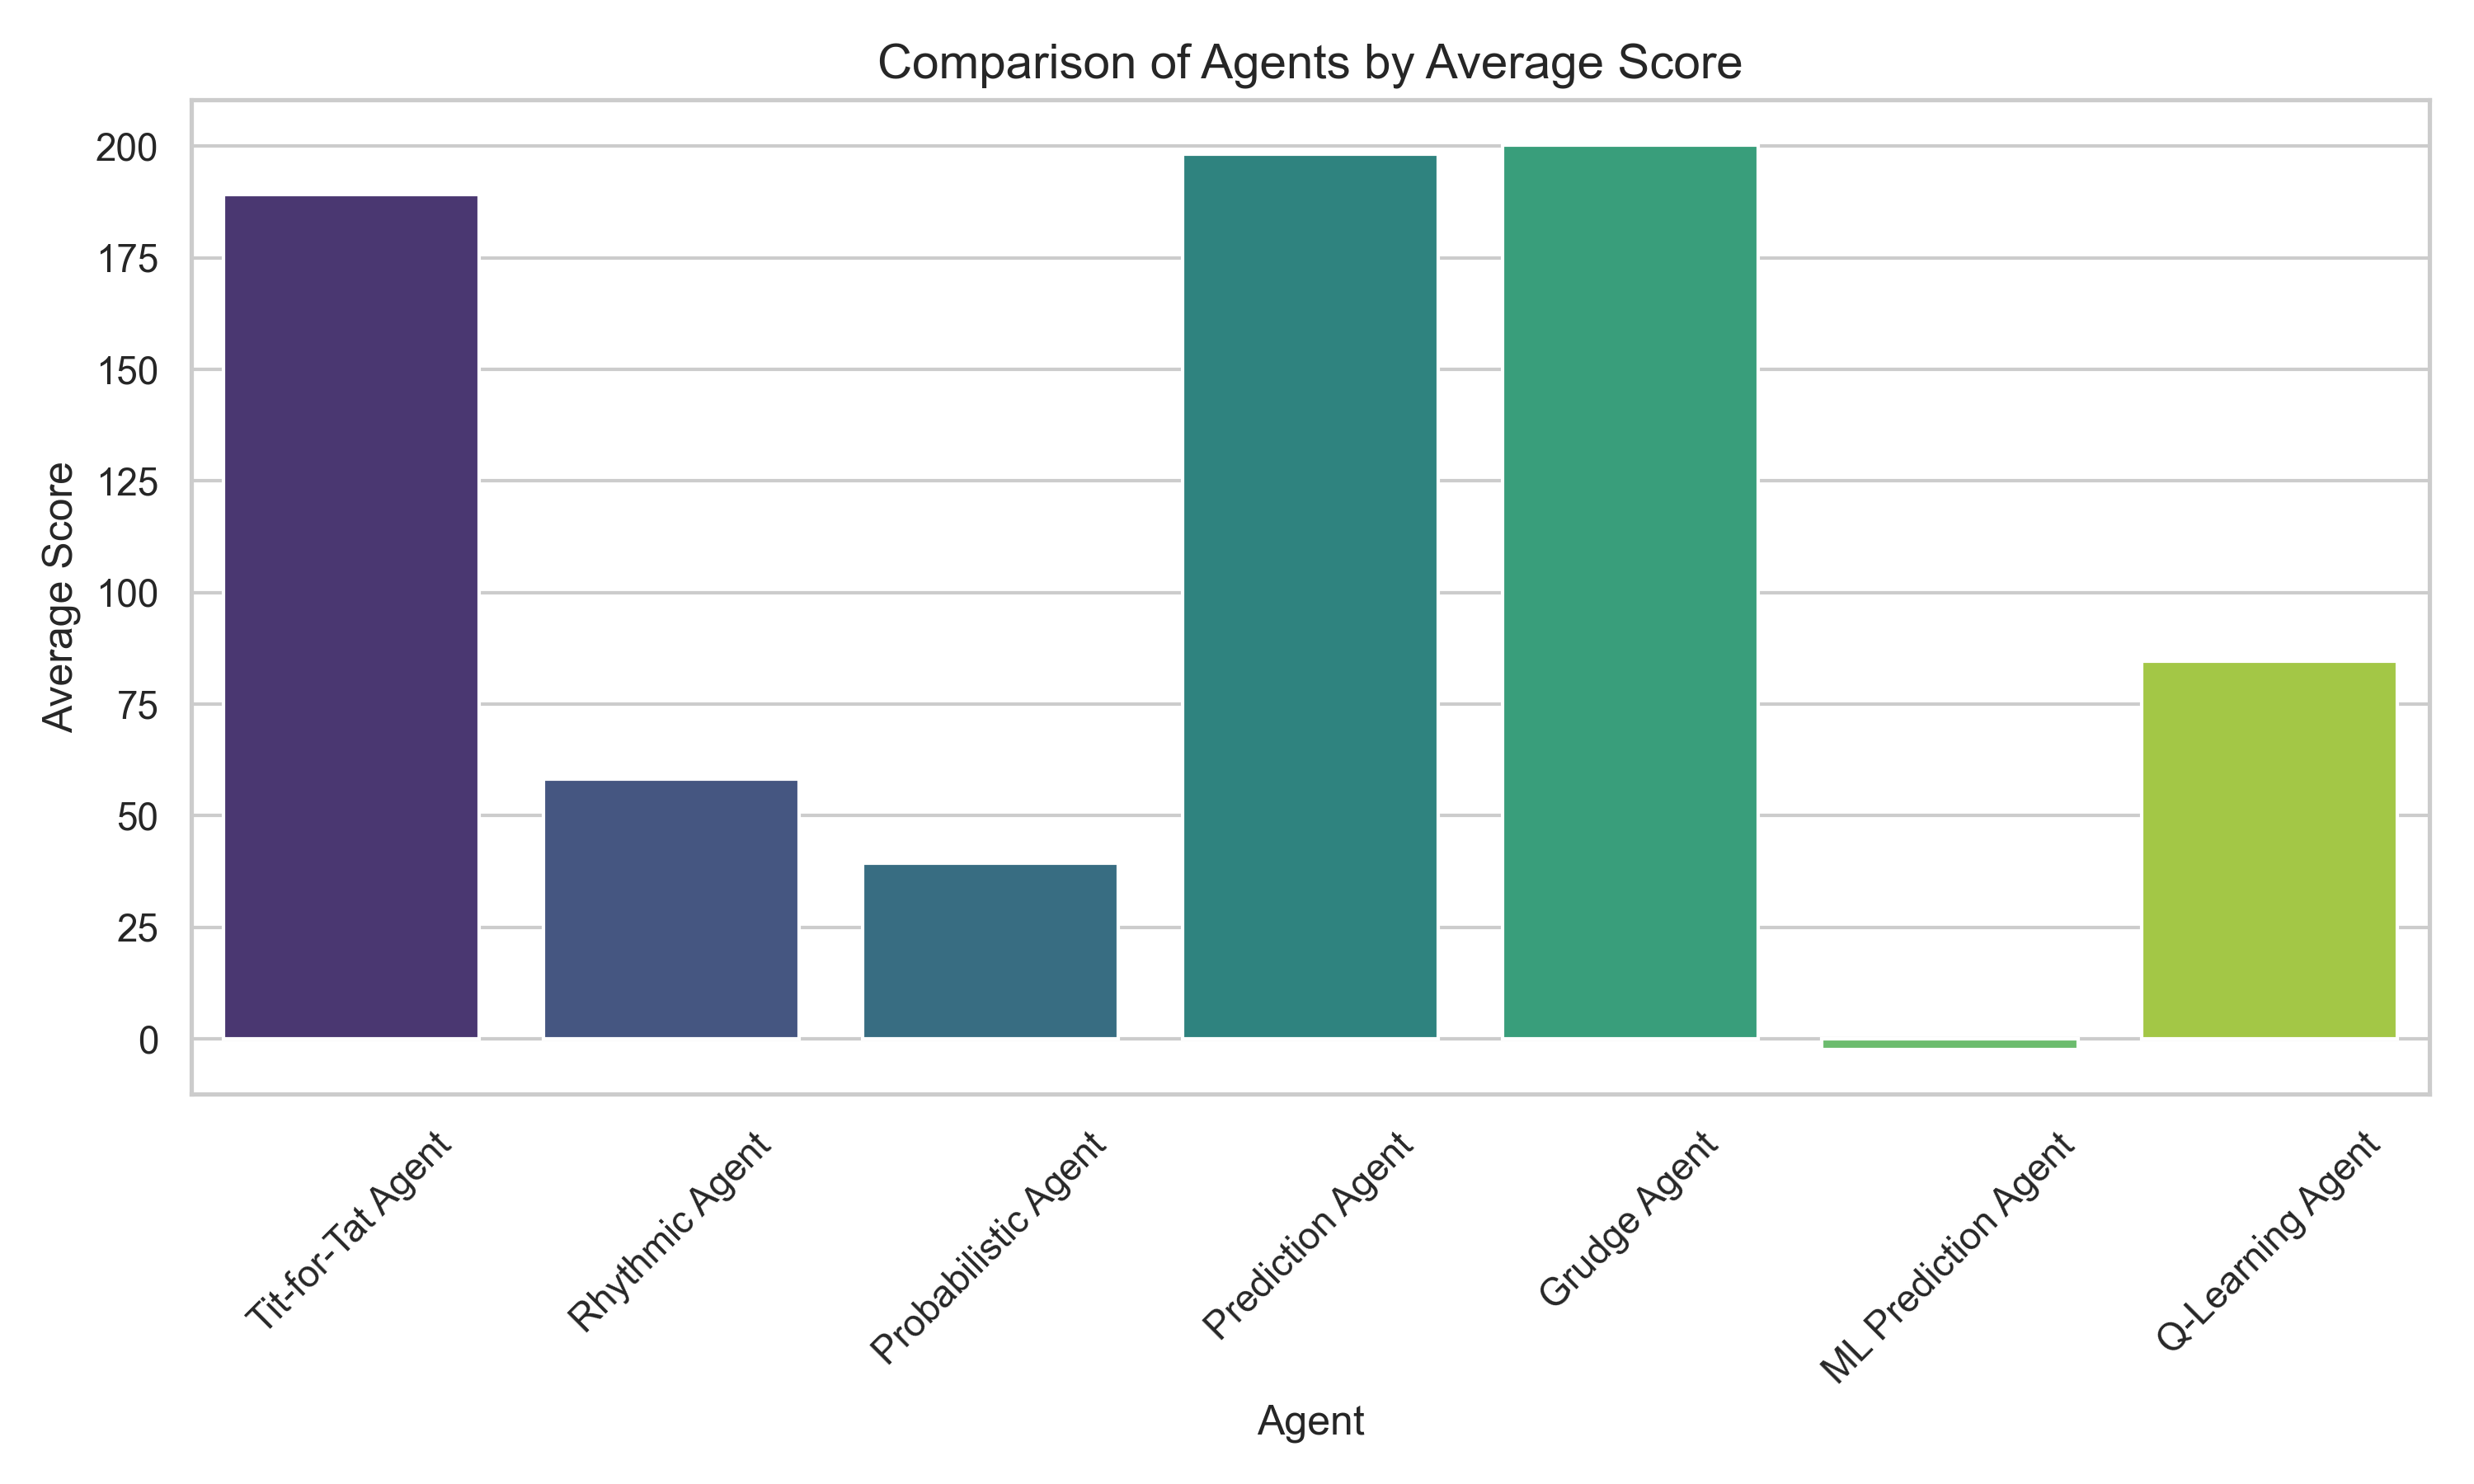 Comparison of Agents by Average Score
Average Score
200
175
150
125
100
75
50
25
0
Tit-for-Tat Agent
Rhythmic Agent
Probabilistic Agent
Prediction Agent
Grudge Agent
ML Prediction Agent
Q-Learning Agent
Agent